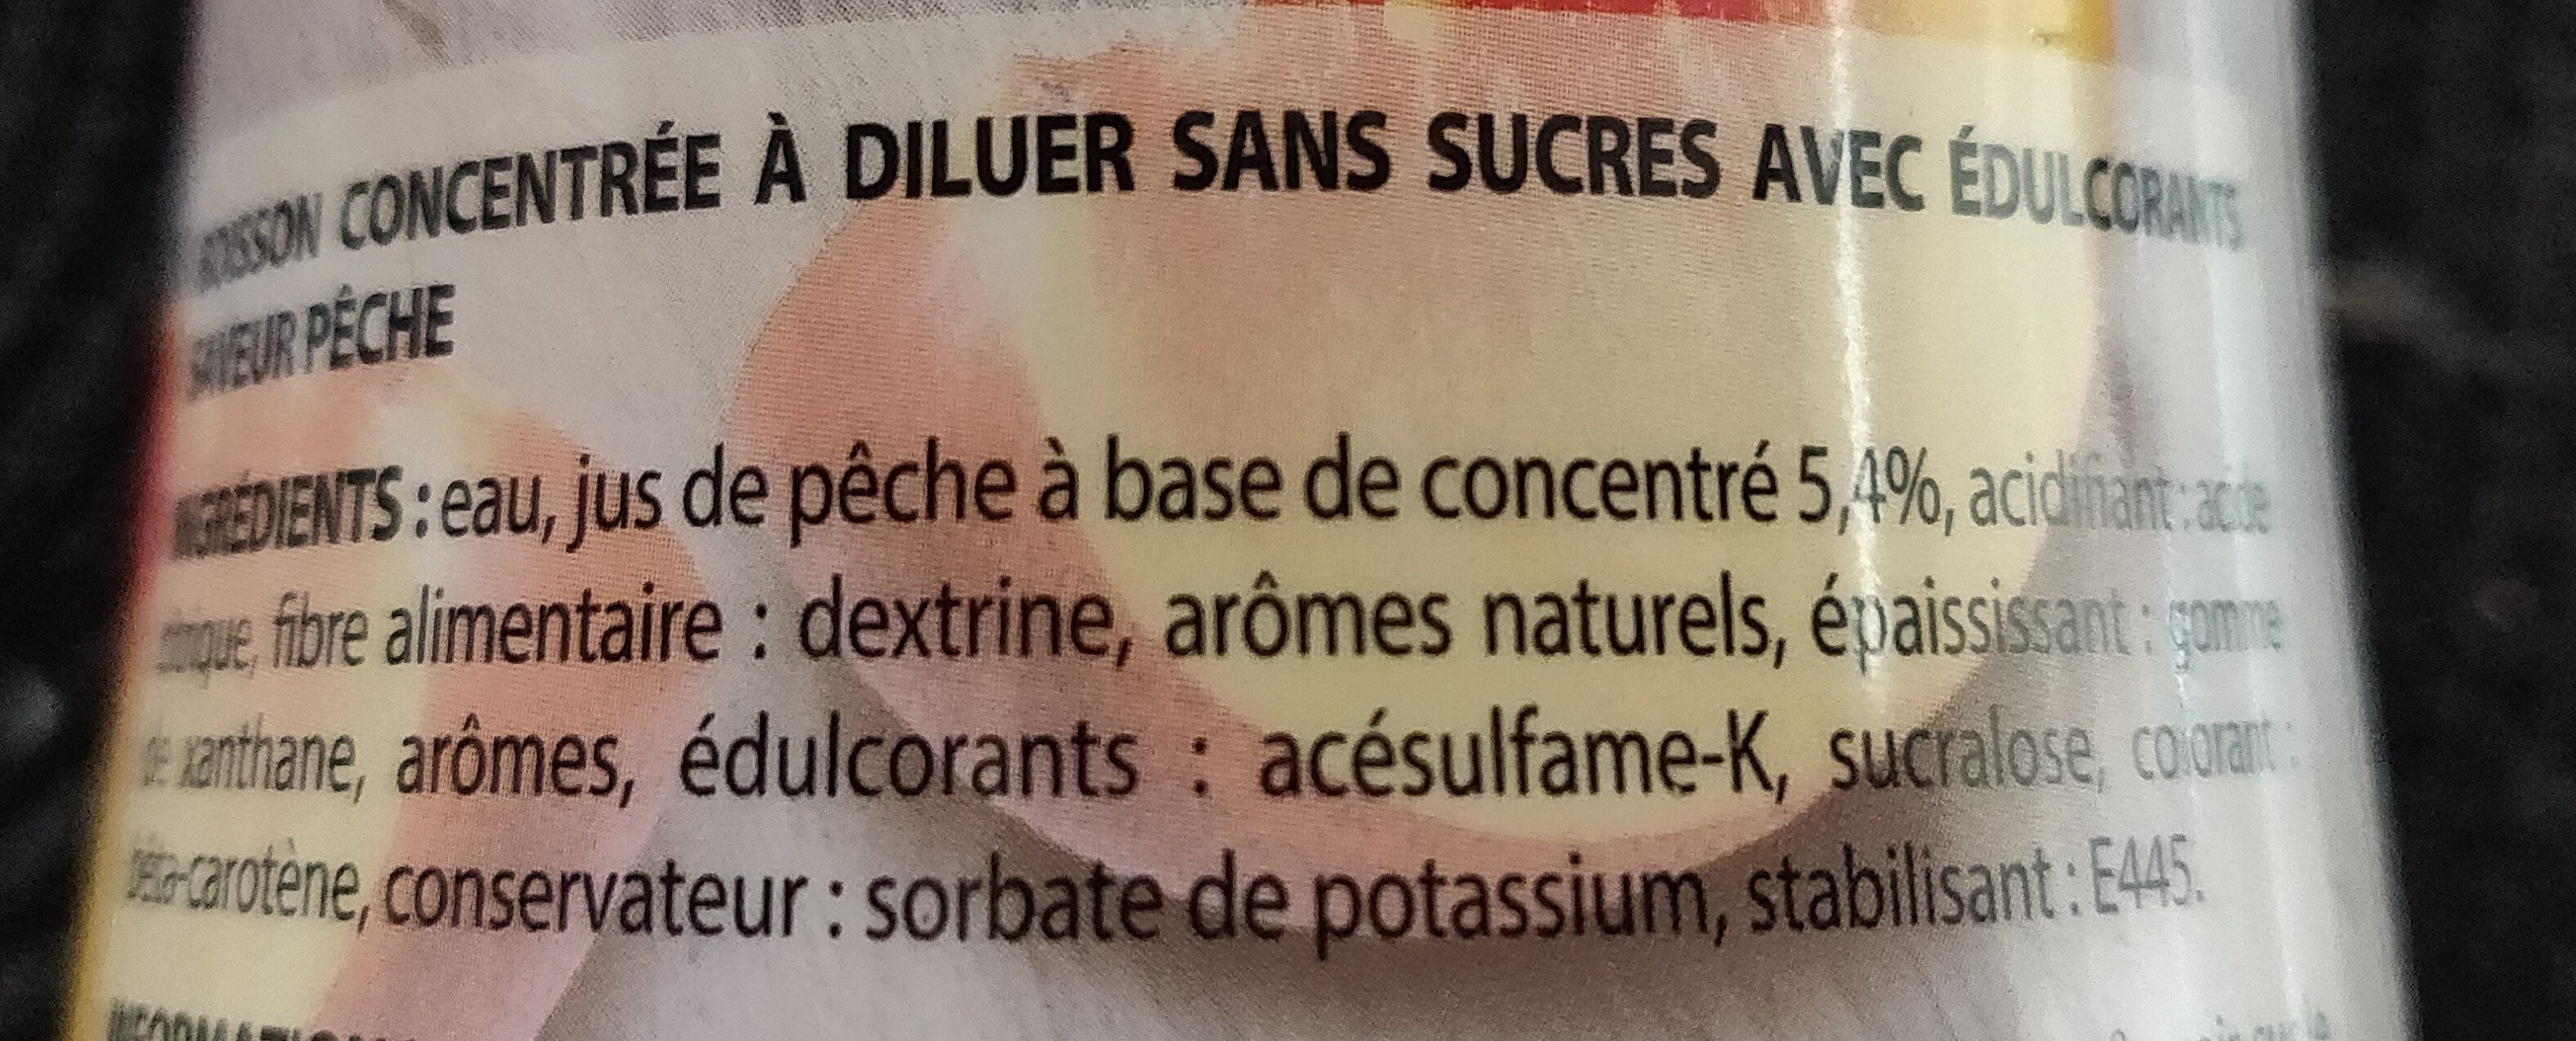 BOISSON CONCENTRÉE À DILUER SANS SUCRES AVEC ÉDULCORANTS
SAVEUR PÊCHE
INGRÉDIENTS : eau, jus de pêche à base de concentré 5,4%, acidifiant : acide
citrique, fibre alimentaire : dextrine, arômes naturels, épaississant : gomme
de xanthane, arômes, édulcorants : acésulfame-K, sucralose, colorant :
béta-carotène, conservateur : sorbate de potassium, stabilisant : E445.